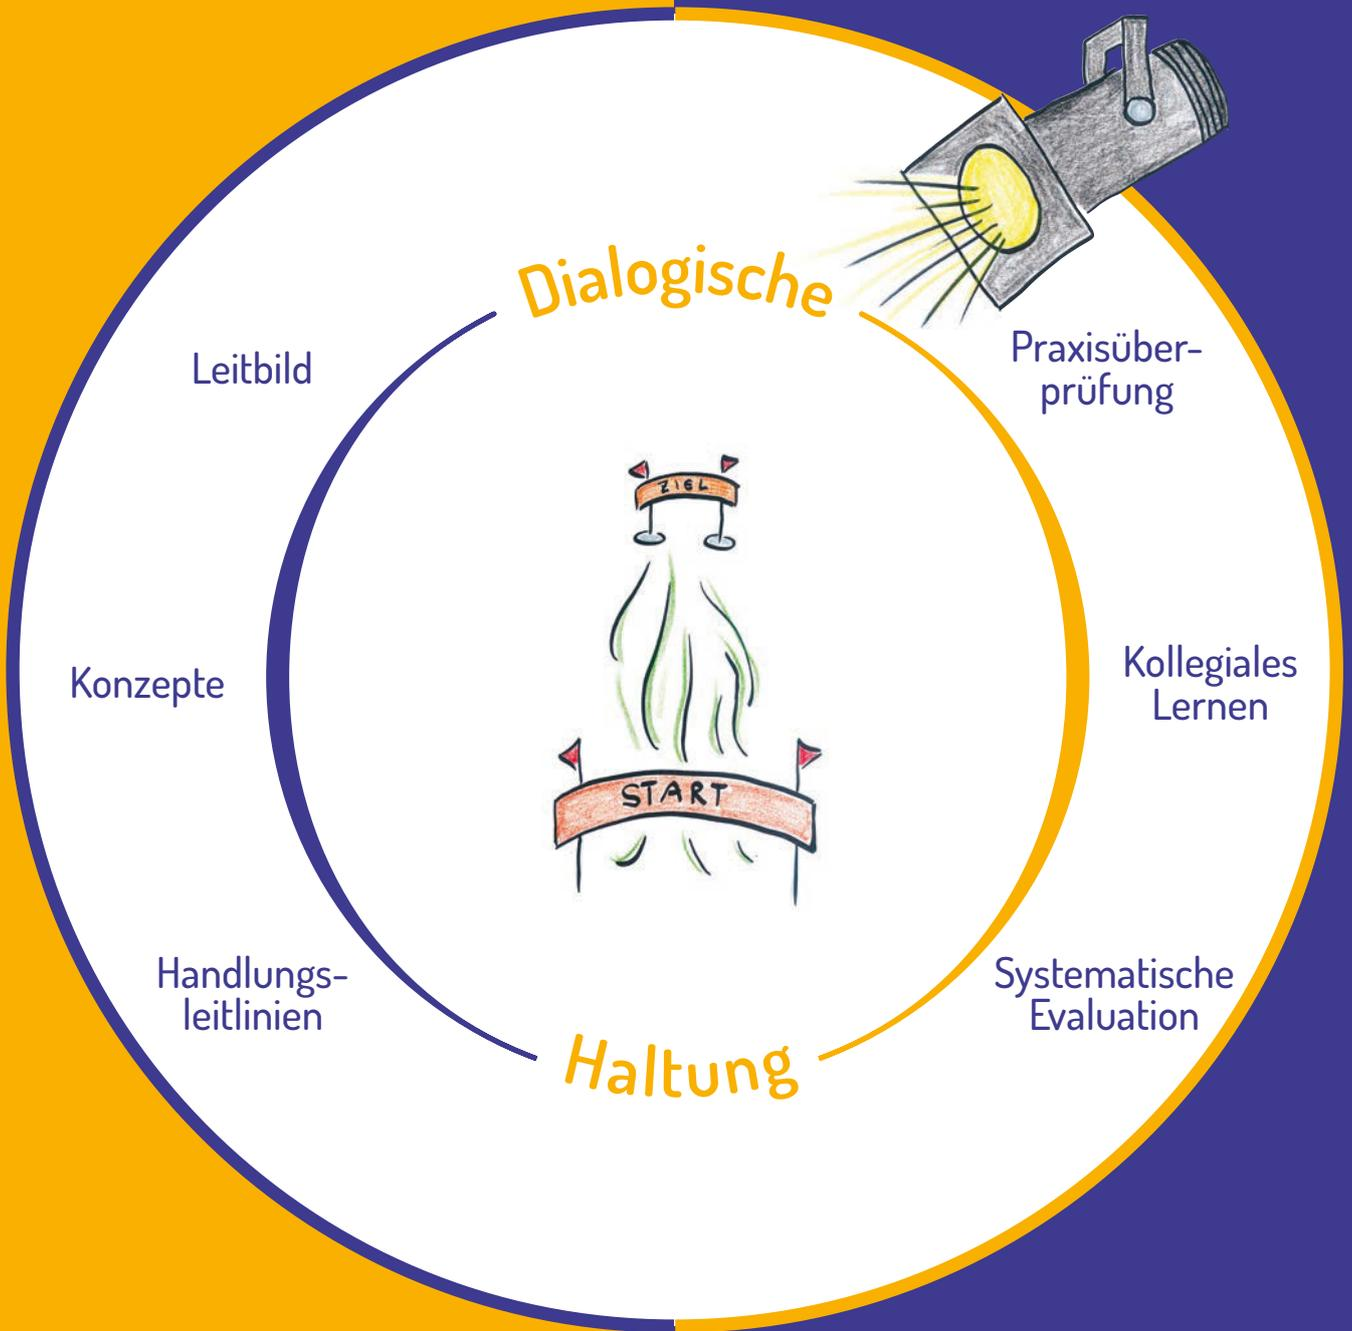 Dialogische
Leitbild
Praxisüber-
prüfung
ZIEL
Konzepte
Kollegiales
Lernen
START
Handlungs-
leitlinien
Systematische
Evaluation
Haltung